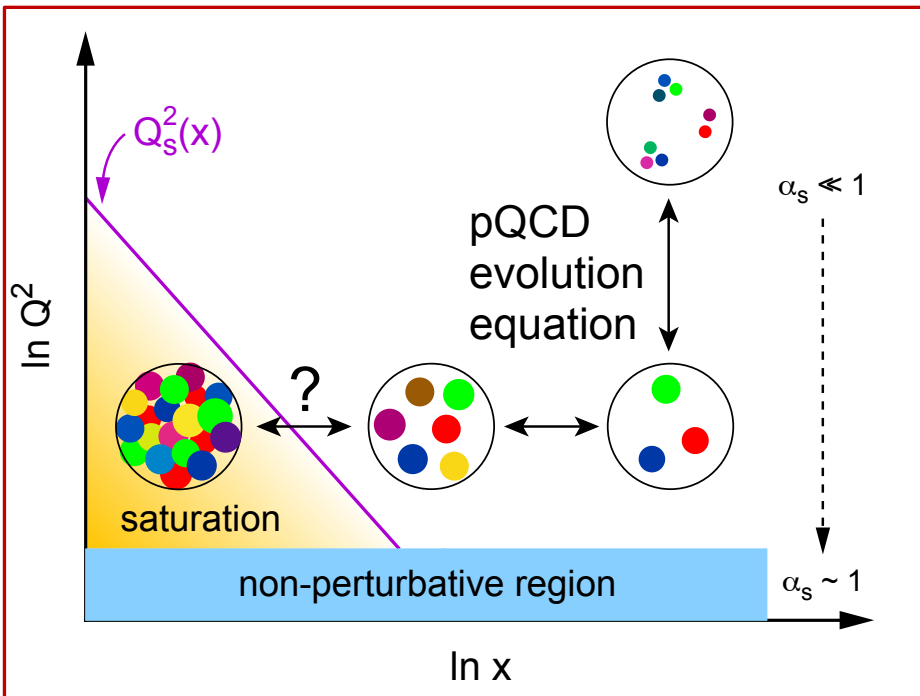 Q²ₛ(x)
αₛ ≪ 1
pQCD
evolution
equation
ln Q²
?
saturation
non-perturbative region
αₛ ~ 1
ln x